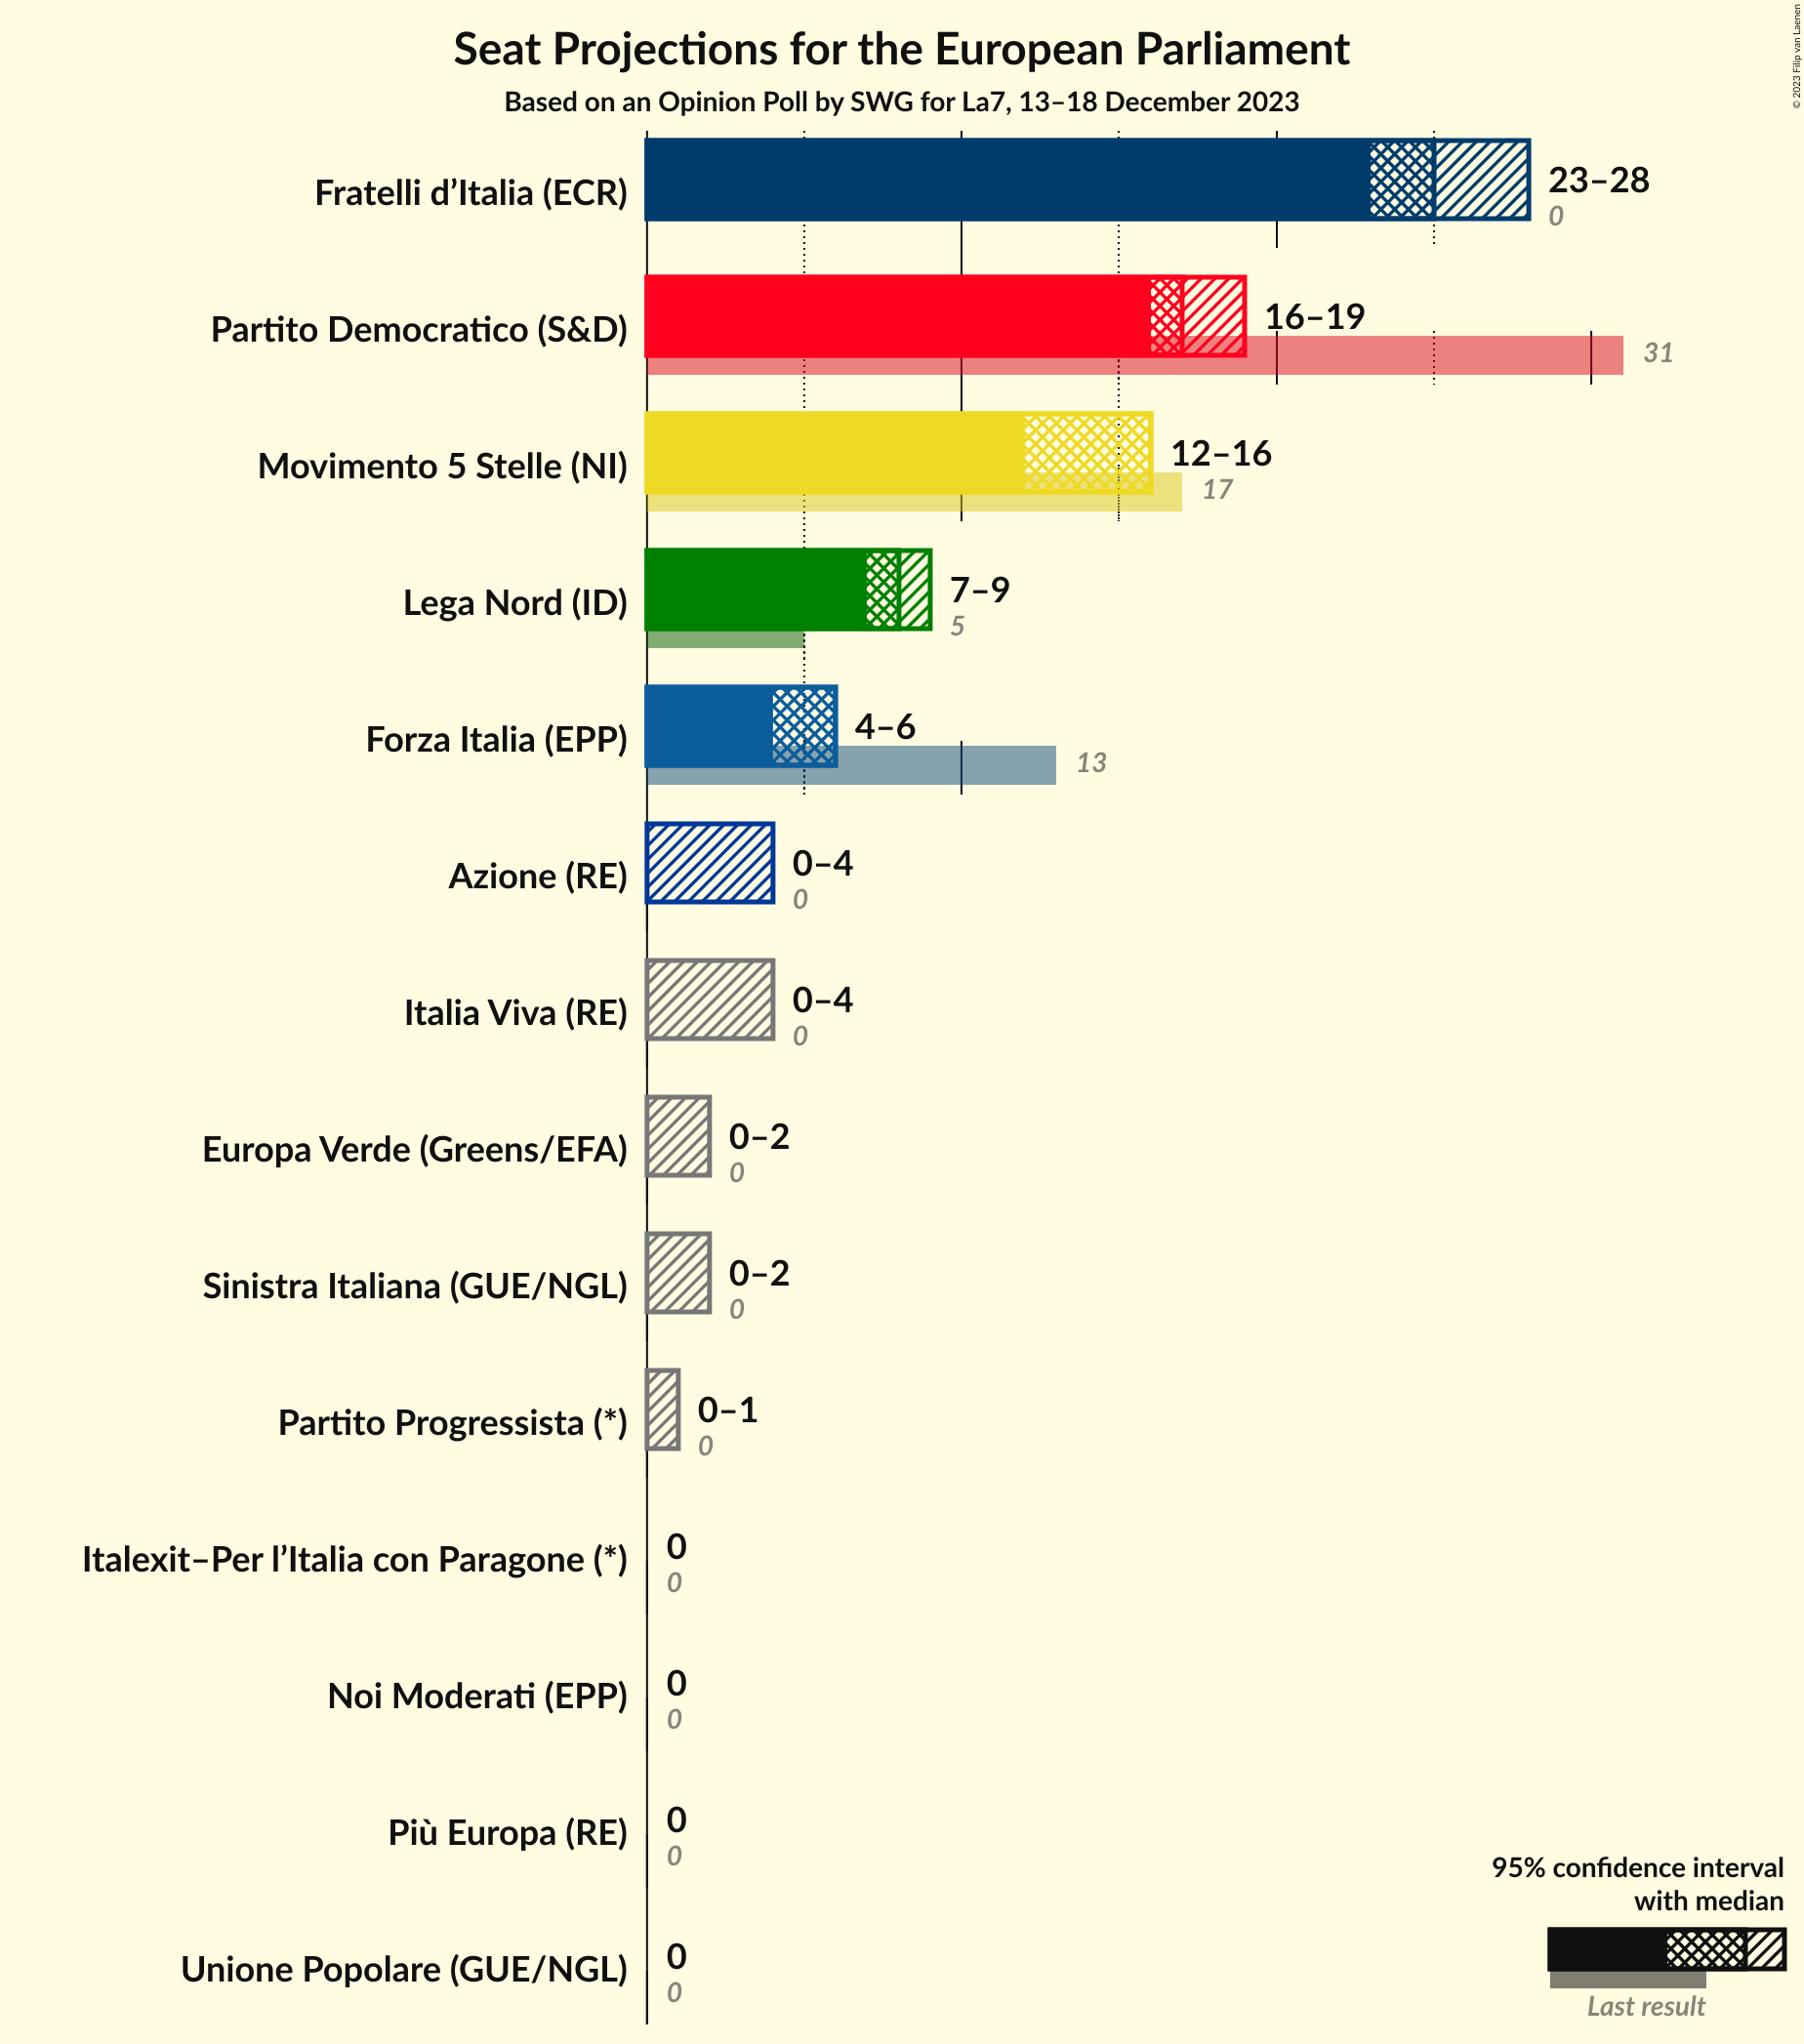 Seat Projections for the European Parliament
Based on an Opinion Poll by SWG for La7, 13–18 December 2023
© 2023 Filip van Laenen
Fratelli d’Italia (ECR)
23–28
0
Partito Democratico (S&D)
16–19
31
Movimento 5 Stelle (NI)
12–16
17
Lega Nord (ID)
7–9
5
Forza Italia (EPP)
4–6
13
Azione (RE)
0–4
0
Italia Viva (RE)
0–4
0
Europa Verde (Greens/EFA)
0–2
0
Sinistra Italiana (GUE/NGL)
0–2
0
Partito Progressista (*)
0–1
0
Italexit–Per l’Italia con Paragone (*)
0
0
Noi Moderati (EPP)
0
0
Più Europa (RE)
0
0
Unione Popolare (GUE/NGL)
0
0
95% confidence interval
with median
Last result